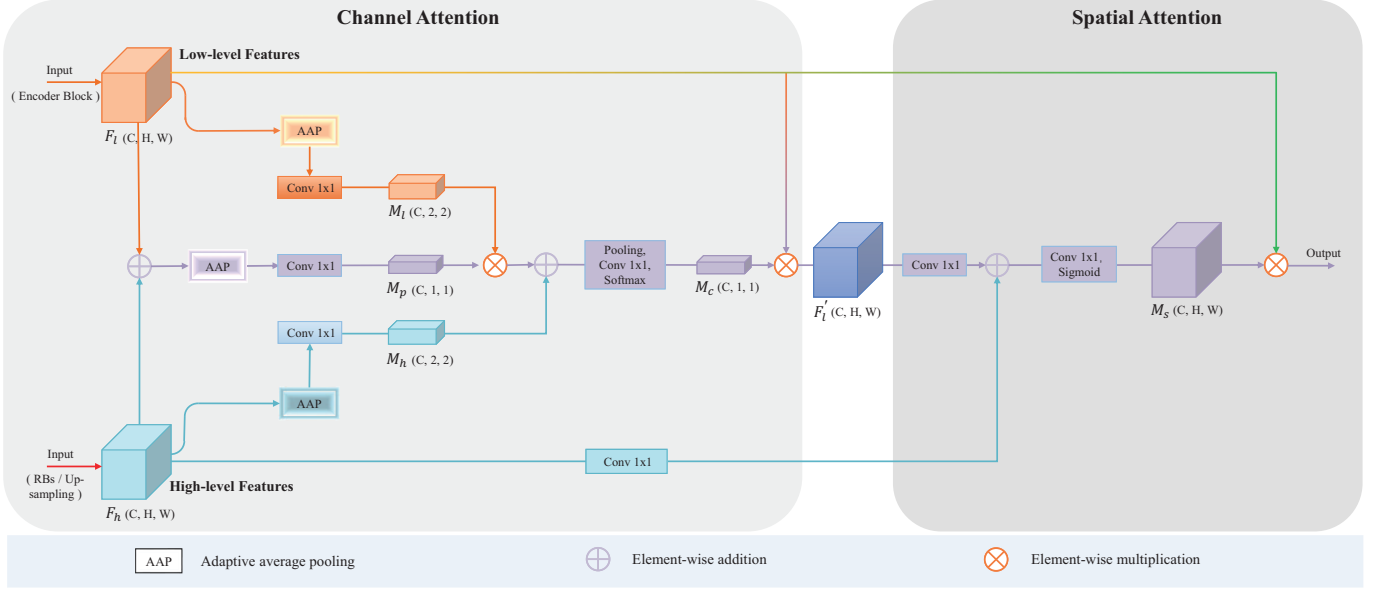 Channel Attention
Spatial Attention
Low-level Features
Input
( Encoder Block )
F_l (C, H, W)
AAP
Conv 1x1
M_l (C, 2, 2)
AAP
Conv 1x1
M_p (C, 1, 1)
Pooling,
Conv 1x1,
Softmax
M_c (C, 1, 1)
F_l' (C, H, W)
Conv 1x1
Conv 1x1,
Sigmoid
M_s (C, H, W)
Output
Conv 1x1
M_h (C, 2, 2)
AAP
Input
( RBs / Up-
sampling )
High-level Features
F_h (C, H, W)
Conv 1x1
AAP
Adaptive average pooling
Element-wise addition
Element-wise multiplication